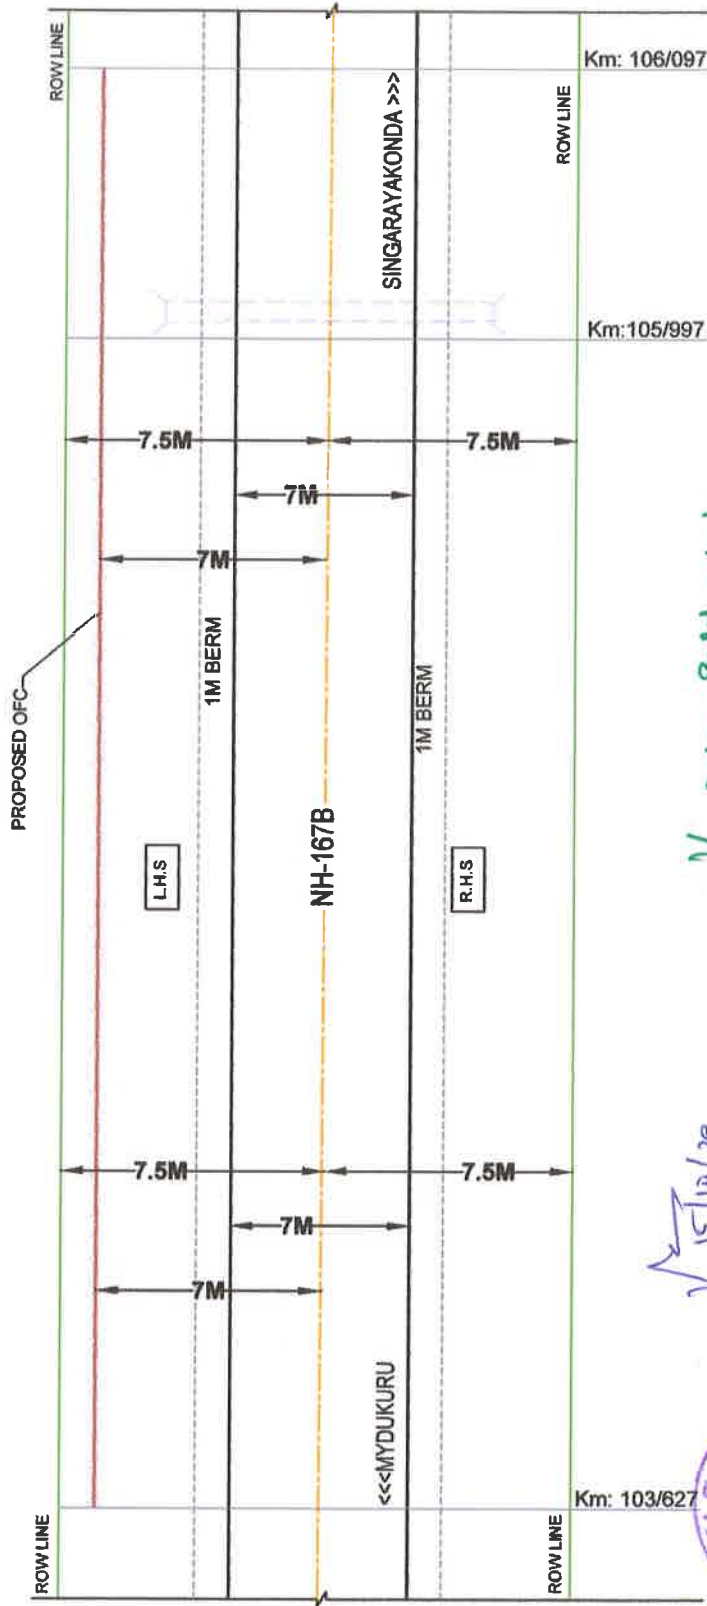 ROW LINE
Km: 106/097
ROW LINE
SINGARAYAKONDA >>>
Km:105/997
7.5M
7.5M
7M
7M
PROPOSED OFC
1M BERM
1M BERM
NH-167B
L.H.S
R.H.S
7.5M
7.5M
7M
7M
<<<MYDUKURU
Km: 103/627
ROW LINE
ROW LINE